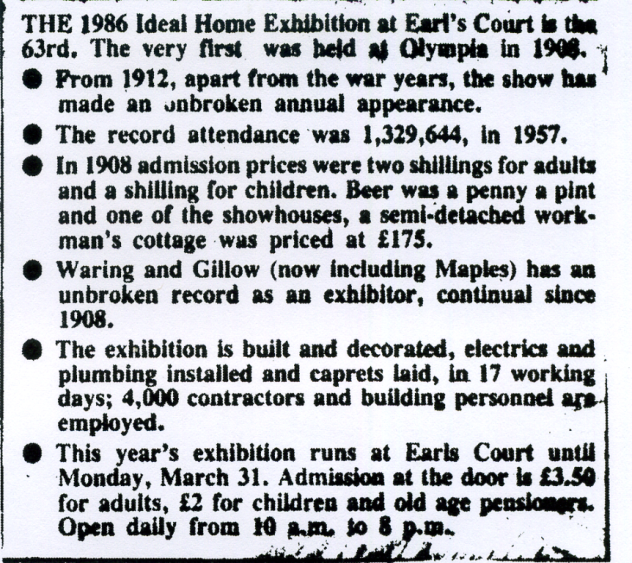 THE 1986 Ideal Home Exhibition at Earl's Court is the
63rd. The very first was held at Olympia in 1908.
● From 1912, apart from the war years, the show has
made an unbroken annual appearance.
● The record attendance was 1,329,644, in 1957.
● In 1908 admission prices were two shillings for adults
and a shilling for children. Beer was a penny a pint
and one of the showhouses, a semi-detached work-
man's cottage was priced at £175.
● Waring and Gillow (now including Maples) has an
unbroken record as an exhibitor, continual since
1908.
● The exhibition is built and decorated, electrics and
plumbing installed and caprets laid, in 17 working
days; 4,000 contractors and building personnel are
employed.
● This year's exhibition runs at Earls Court until
Monday, March 31. Admission at the door is £3.50
for adults, £2 for children and old age pensioners.
Open daily from 10 a.m. to 8 p.m.